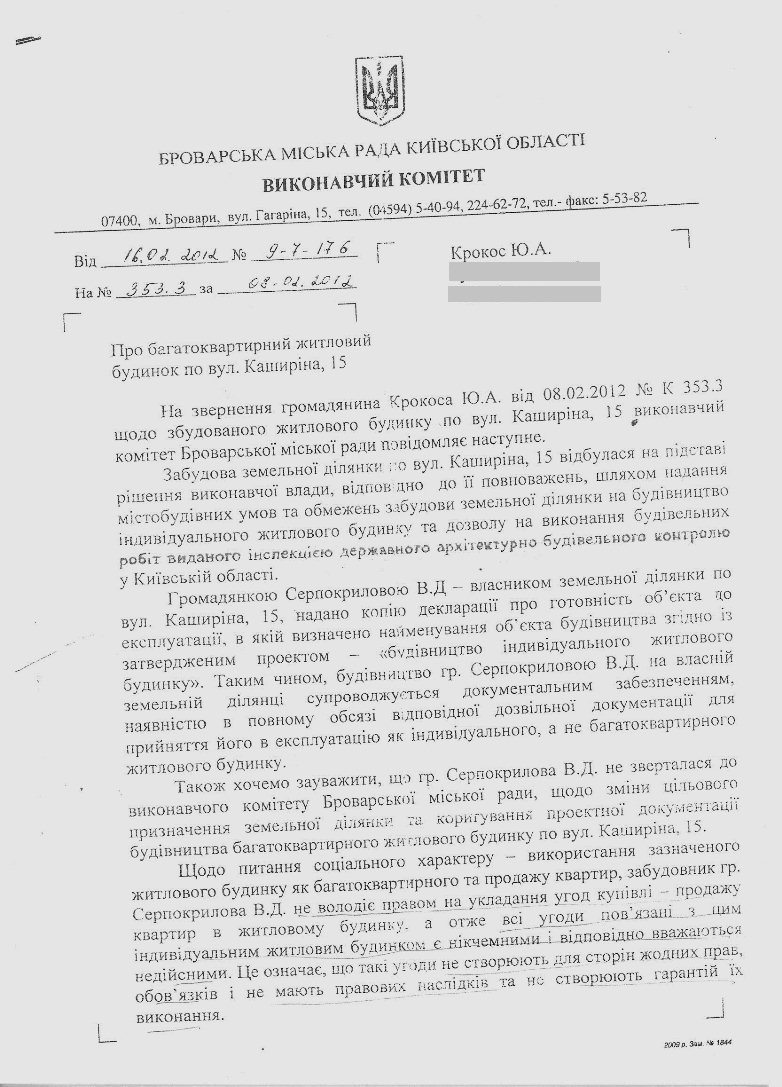 БРОВАРСЬКА МІСЬКА РАДА КИЇВСЬКОЇ ОБЛАСТІ
ВИКОНАВЧИЙ КОМІТЕТ
07400, м. Бровари, вул. Гагаріна, 15, тел. (04594) 5-40-94, 224-62-72, тел.- факс: 5-53-82
Від 16.02.2012 № 9-7-176
На № 353.3 за 08.02.2012
Крокос Ю.А.
Про багатоквартирний житловий
будинок по вул. Каширіна, 15
На звернення громадянина Крокоса Ю.А. від 08.02.2012 № К 353.3
щодо збудованого житлового будинку по вул. Каширіна, 15 виконавчий
комітет Броварської міської ради повідомляє наступне.
Забудова земельної ділянки по вул. Каширіна, 15 відбулася на підставі
рішення виконавчої влади, відповідно до її повноважень, шляхом надання
містобудівних умов та обмежень забудови земельної ділянки на будівництво
індивідуального житлового будинку та дозволу на виконання будівельних
робіт виданого інспекцією державного архітектурно будівельного контролю
у Київській області.
Громадянкою Серпокриловою В.Д – власником земельної ділянки по
вул. Каширіна, 15, надано копію декларації про готовність об’єкта до
експлуатації, в якій визначено найменування об’єкта будівництва згідно із
затвердженим проектом – «будівництво індивідуального житлового
будинку». Таким чином, будівництво гр. Серпокриловою В.Д. на власній
земельній ділянці супроводжується документальним забезпеченням,
наявністю в повному обсязі відповідної дозвільної документації для
прийняття його в експлуатацію як індивідуального, а не багатоквартирного
житлового будинку.
Також хочемо зауважити, що гр. Серпокрилова В.Д. не зверталася до
виконавчого комітету Броварської міської ради, щодо зміни цільового
призначення земельної ділянки та коригування проектної документації
будівництва багатоквартирного житлового будинку по вул. Каширіна, 15.
Щодо питання соціального характеру – використання зазначеного
житлового будинку як багатоквартирного та продажу квартир, забудовник гр.
Серпокрилова В.Д. не володіє правом на укладання угод купівлі – продажу
квартир в житловому будинку, а отже всі угоди пов’язані з цим
індивідуальним житловим будинком є нікчемними і відповідно вважаються
недійсними. Це означає, що такі угоди не створюють для сторін жодних прав,
обов’язків і не мають правових наслідків та не створюють гарантій їх
виконання.
2009 р. Зам. № 1844